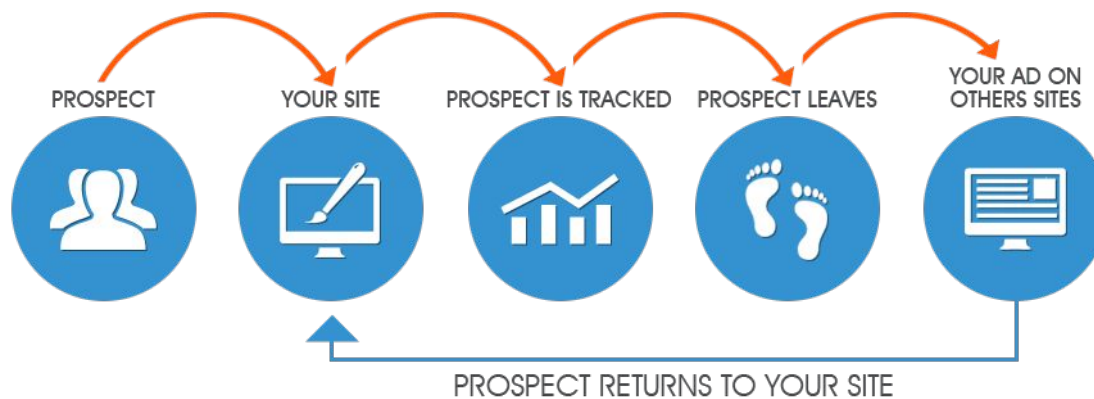 PROSPECT
YOUR SITE
PROSPECT IS TRACKED
PROSPECT LEAVES
YOUR AD ON
OTHERS SITES
PROSPECT RETURNS TO YOUR SITE